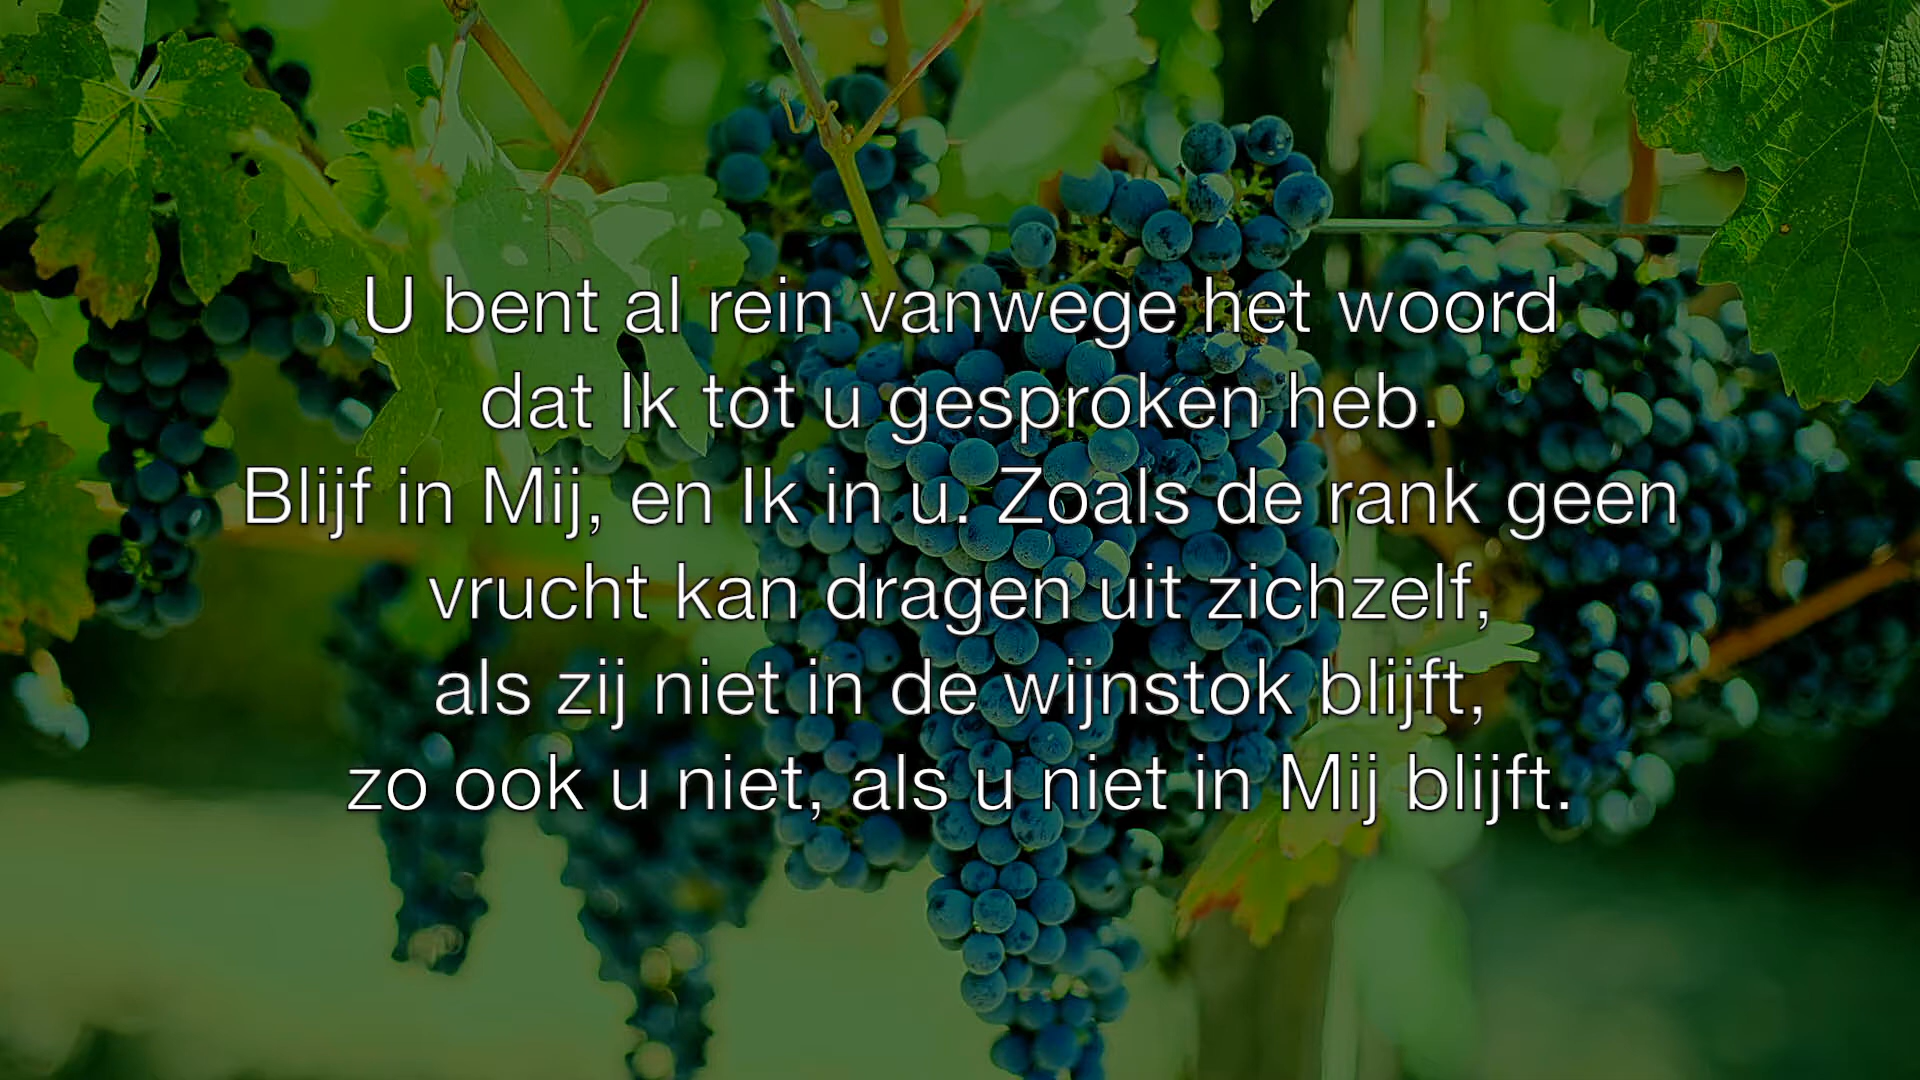 U bent al rein vanwege het woord
dat Ik tot u gesproken heb.
Blijf in Mij, en Ik in u. Zoals de rank geen
vrucht kan dragen uit zichzelf,
als zij niet in de wijnstok blijft,
zo ook u niet, als u niet in Mij blijft.